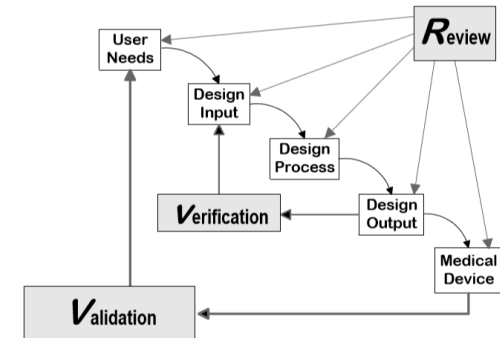 Review
User
Needs
Design
Input
Design
Process
Verification
Design
Output
Medical
Device
Validation